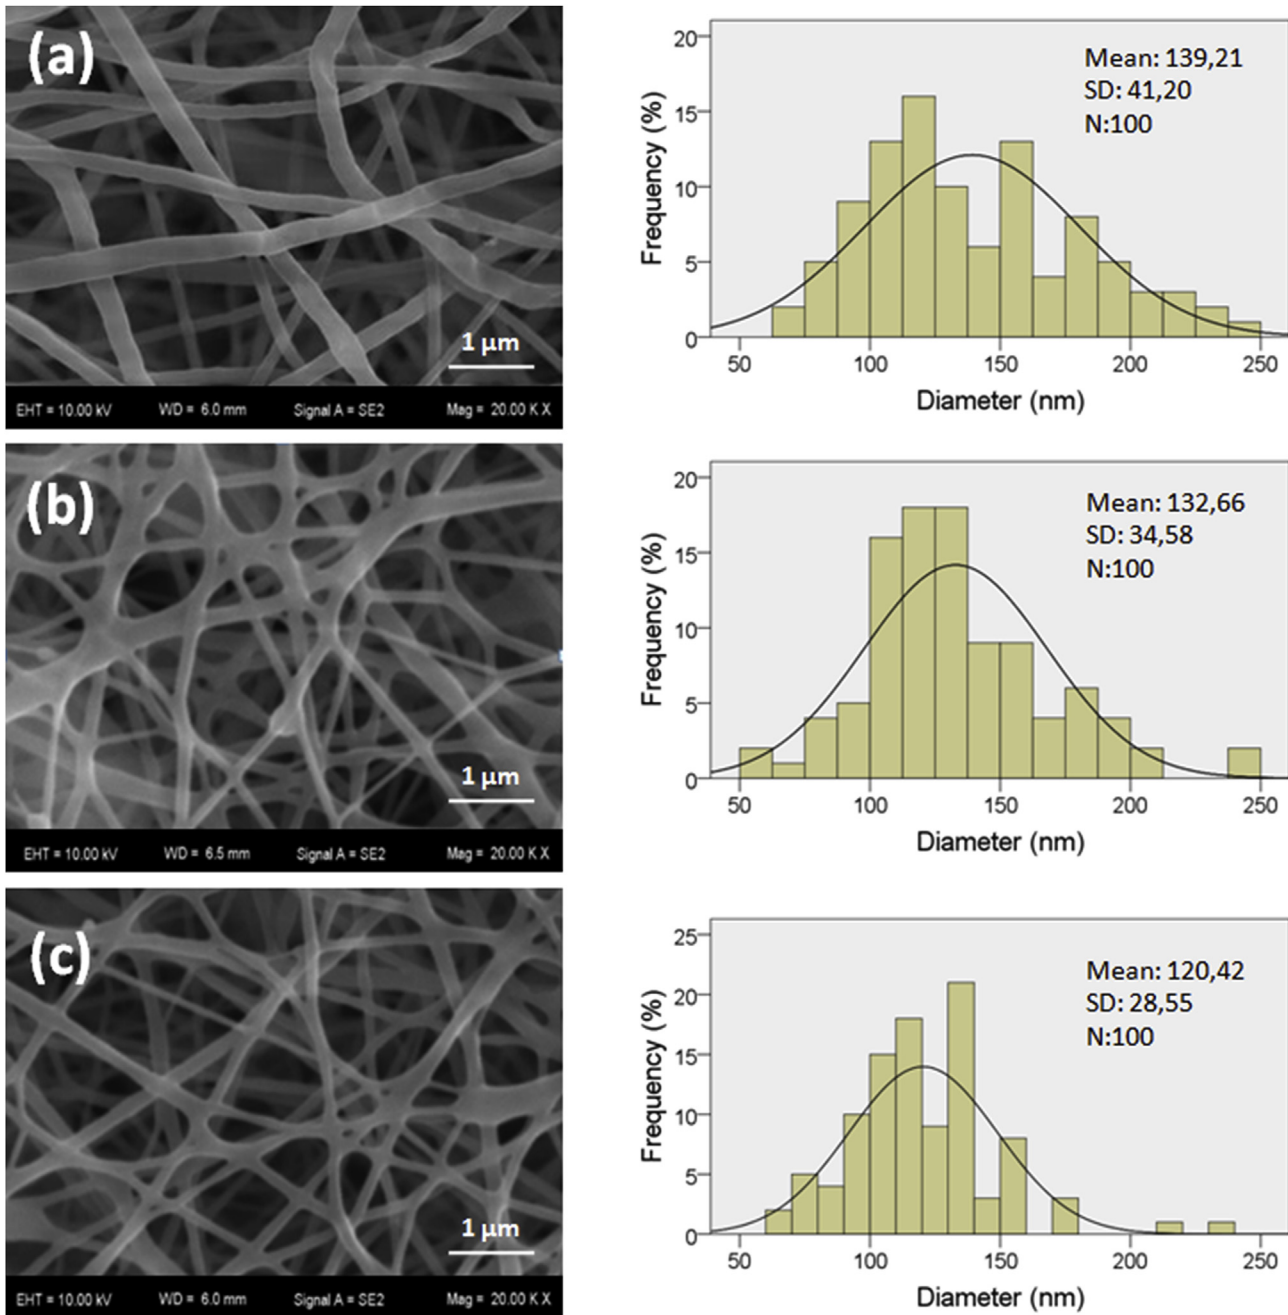 (a)
1 µm
EHT = 10.00 kV WD = 6.0 mm Signal A = SE2 Mag = 20.00 K X
Mean: 139,21
SD: 41,20
N:100
Frequency (%)
20
15
10
5
0
50 100 150 200 250
Diameter (nm)
(b)
1 µm
EHT = 10.00 kV WD = 6.5 mm Signal A = SE2 Mag = 20.00 K X
Mean: 132,66
SD: 34,58
N:100
Frequency (%)
20
15
10
5
0
50 100 150 200 250
Diameter (nm)
(c)
1 µm
EHT = 10.00 kV WD = 6.0 mm Signal A = SE2 Mag = 20.00 K X
Mean: 120,42
SD: 28,55
N:100
Frequency (%)
25
20
15
10
5
0
50 100 150 200 250
Diameter (nm)